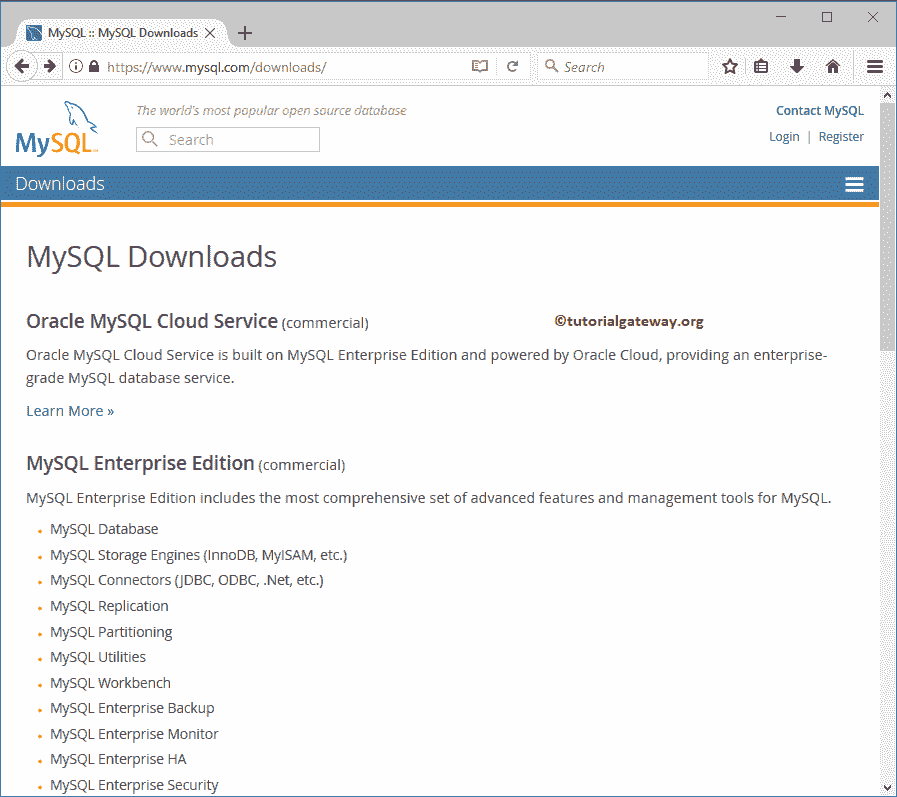 MySQL :: MySQL Downloads
https://www.mysql.com/downloads/
Search
MySQL
The world's most popular open source database
Search
Contact MySQL
Login | Register
Downloads
MySQL Downloads
Oracle MySQL Cloud Service (commercial)
©tutorialgateway.org
Oracle MySQL Cloud Service is built on MySQL Enterprise Edition and powered by Oracle Cloud, providing an enterprise-
grade MySQL database service.
Learn More »
MySQL Enterprise Edition (commercial)
MySQL Enterprise Edition includes the most comprehensive set of advanced features and management tools for MySQL.
MySQL Database
MySQL Storage Engines (InnoDB, MyISAM, etc.)
MySQL Connectors (JDBC, ODBC, .Net, etc.)
MySQL Replication
MySQL Partitioning
MySQL Utilities
MySQL Workbench
MySQL Enterprise Backup
MySQL Enterprise Monitor
MySQL Enterprise HA
MySQL Enterprise Security